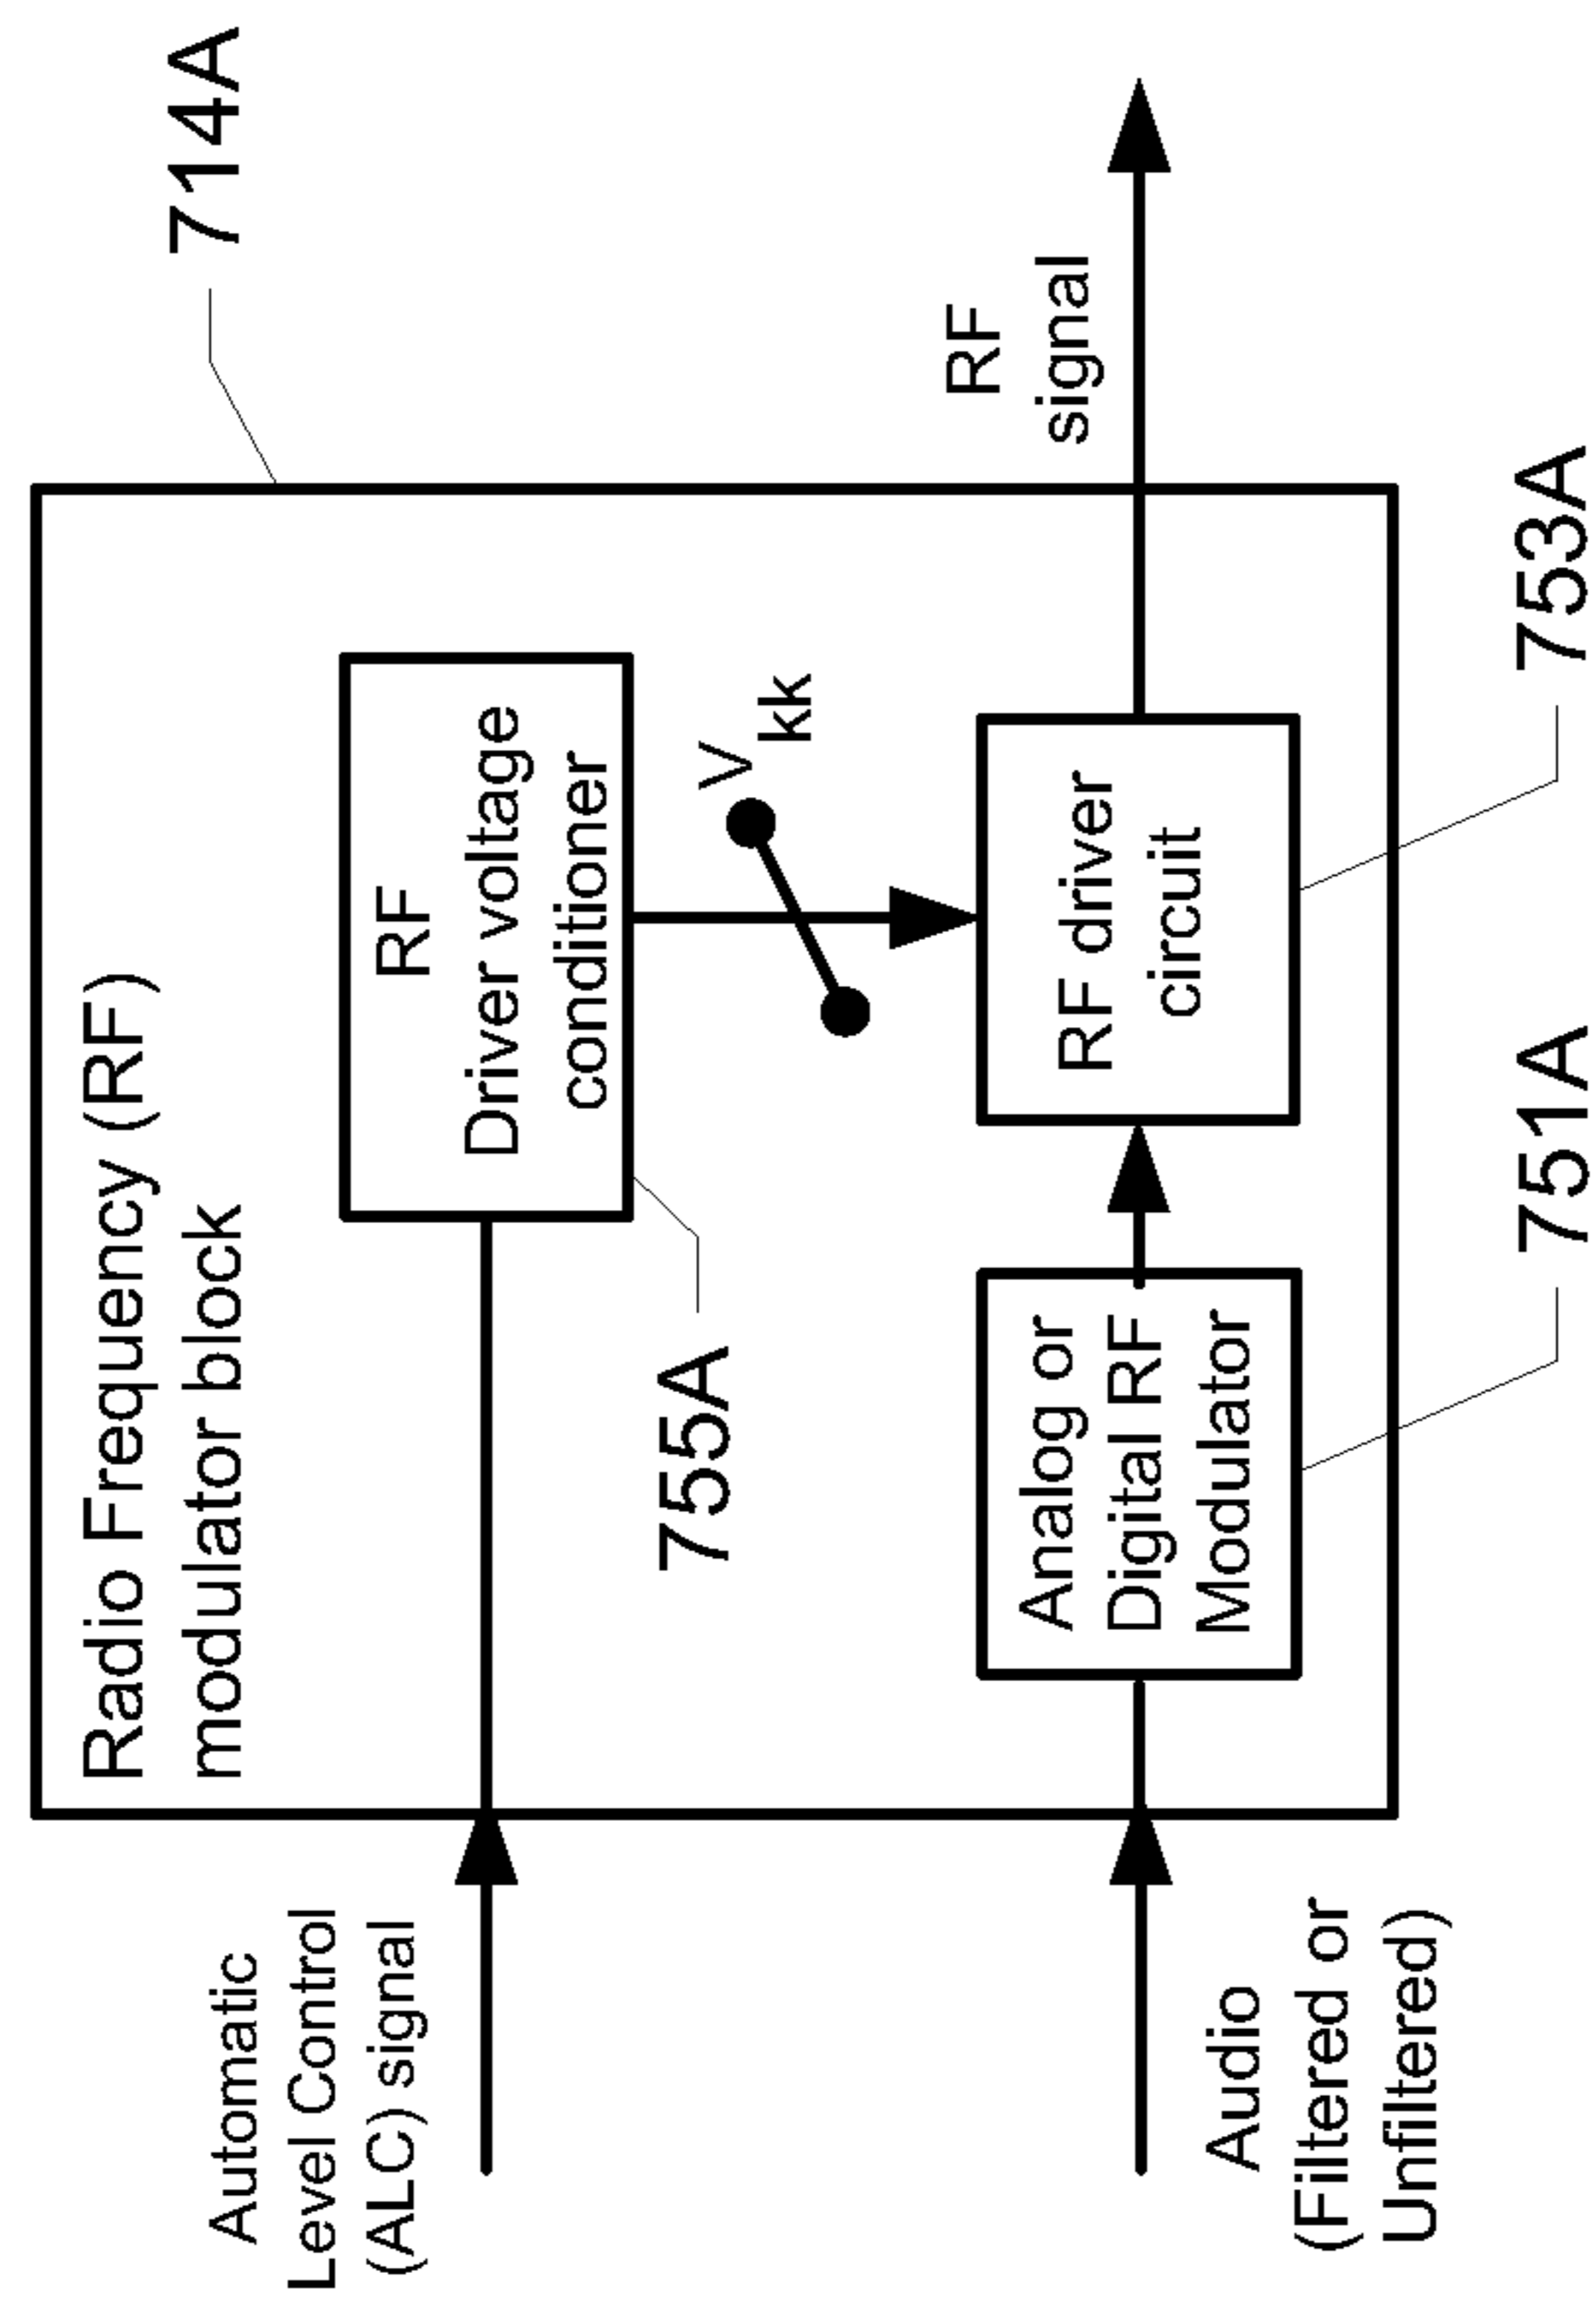 714A
Radio Frequency (RF)
modulator block
Automatic
Level Control
(ALC) signal
RF
Driver voltage
conditioner
755A
V
kk
RF
signal
Audio
(Filtered or
Unfiltered)
Analog or
Digital RF
Modulator
RF driver
circuit
751A
753A